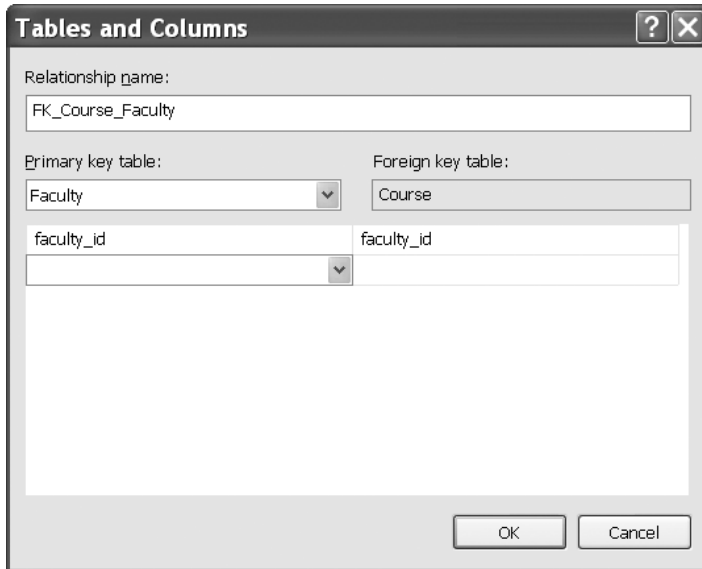 Tables and Columns
Relationship name:
FK_Course_Faculty
Primary key table: Foreign key table:
Faculty Course
faculty_id faculty_id
OK Cancel